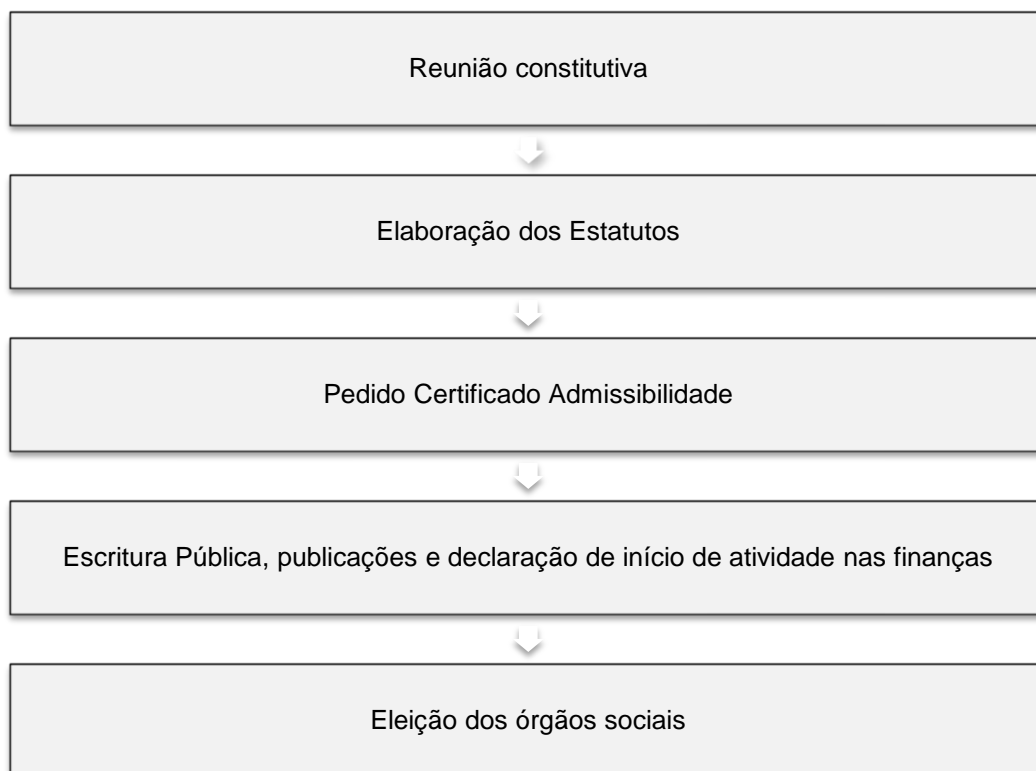 Reunião constitutiva
Elaboração dos Estatutos
Pedido Certificado Admissibilidade
Escritura Pública, publicações e declaração de início de atividade nas finanças
Eleição dos órgãos sociais